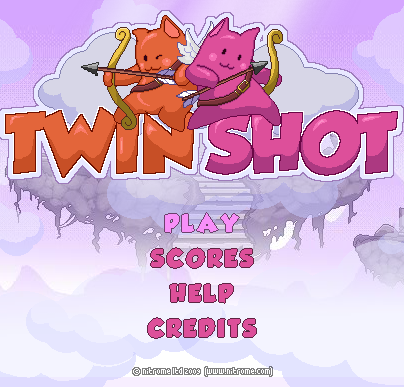 TWIN SHOT
PLAY
SCORES
HELP
CREDITS
© nitrome ltd 2009 (www.nitrome.com)